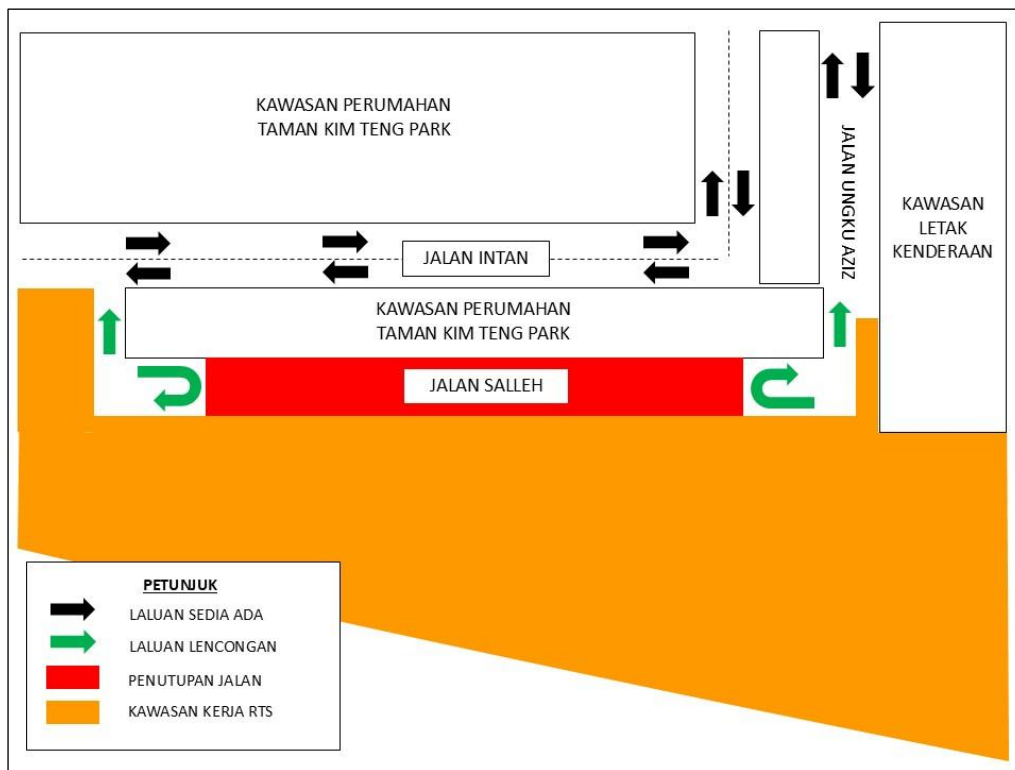 KAWASAN PERUMAHAN
TAMAN KIM TENG PARK
JALAN UNGKU AZIZ
KAWASAN
LETAK
KENDERAAN
JALAN INTAN
KAWASAN PERUMAHAN
TAMAN KIM TENG PARK
JALAN SALLEH
PETUNJUK
LALUAN SEDIA ADA
LALUAN LENCONGAN
PENUTUPAN JALAN
KAWASAN KERJA RTS